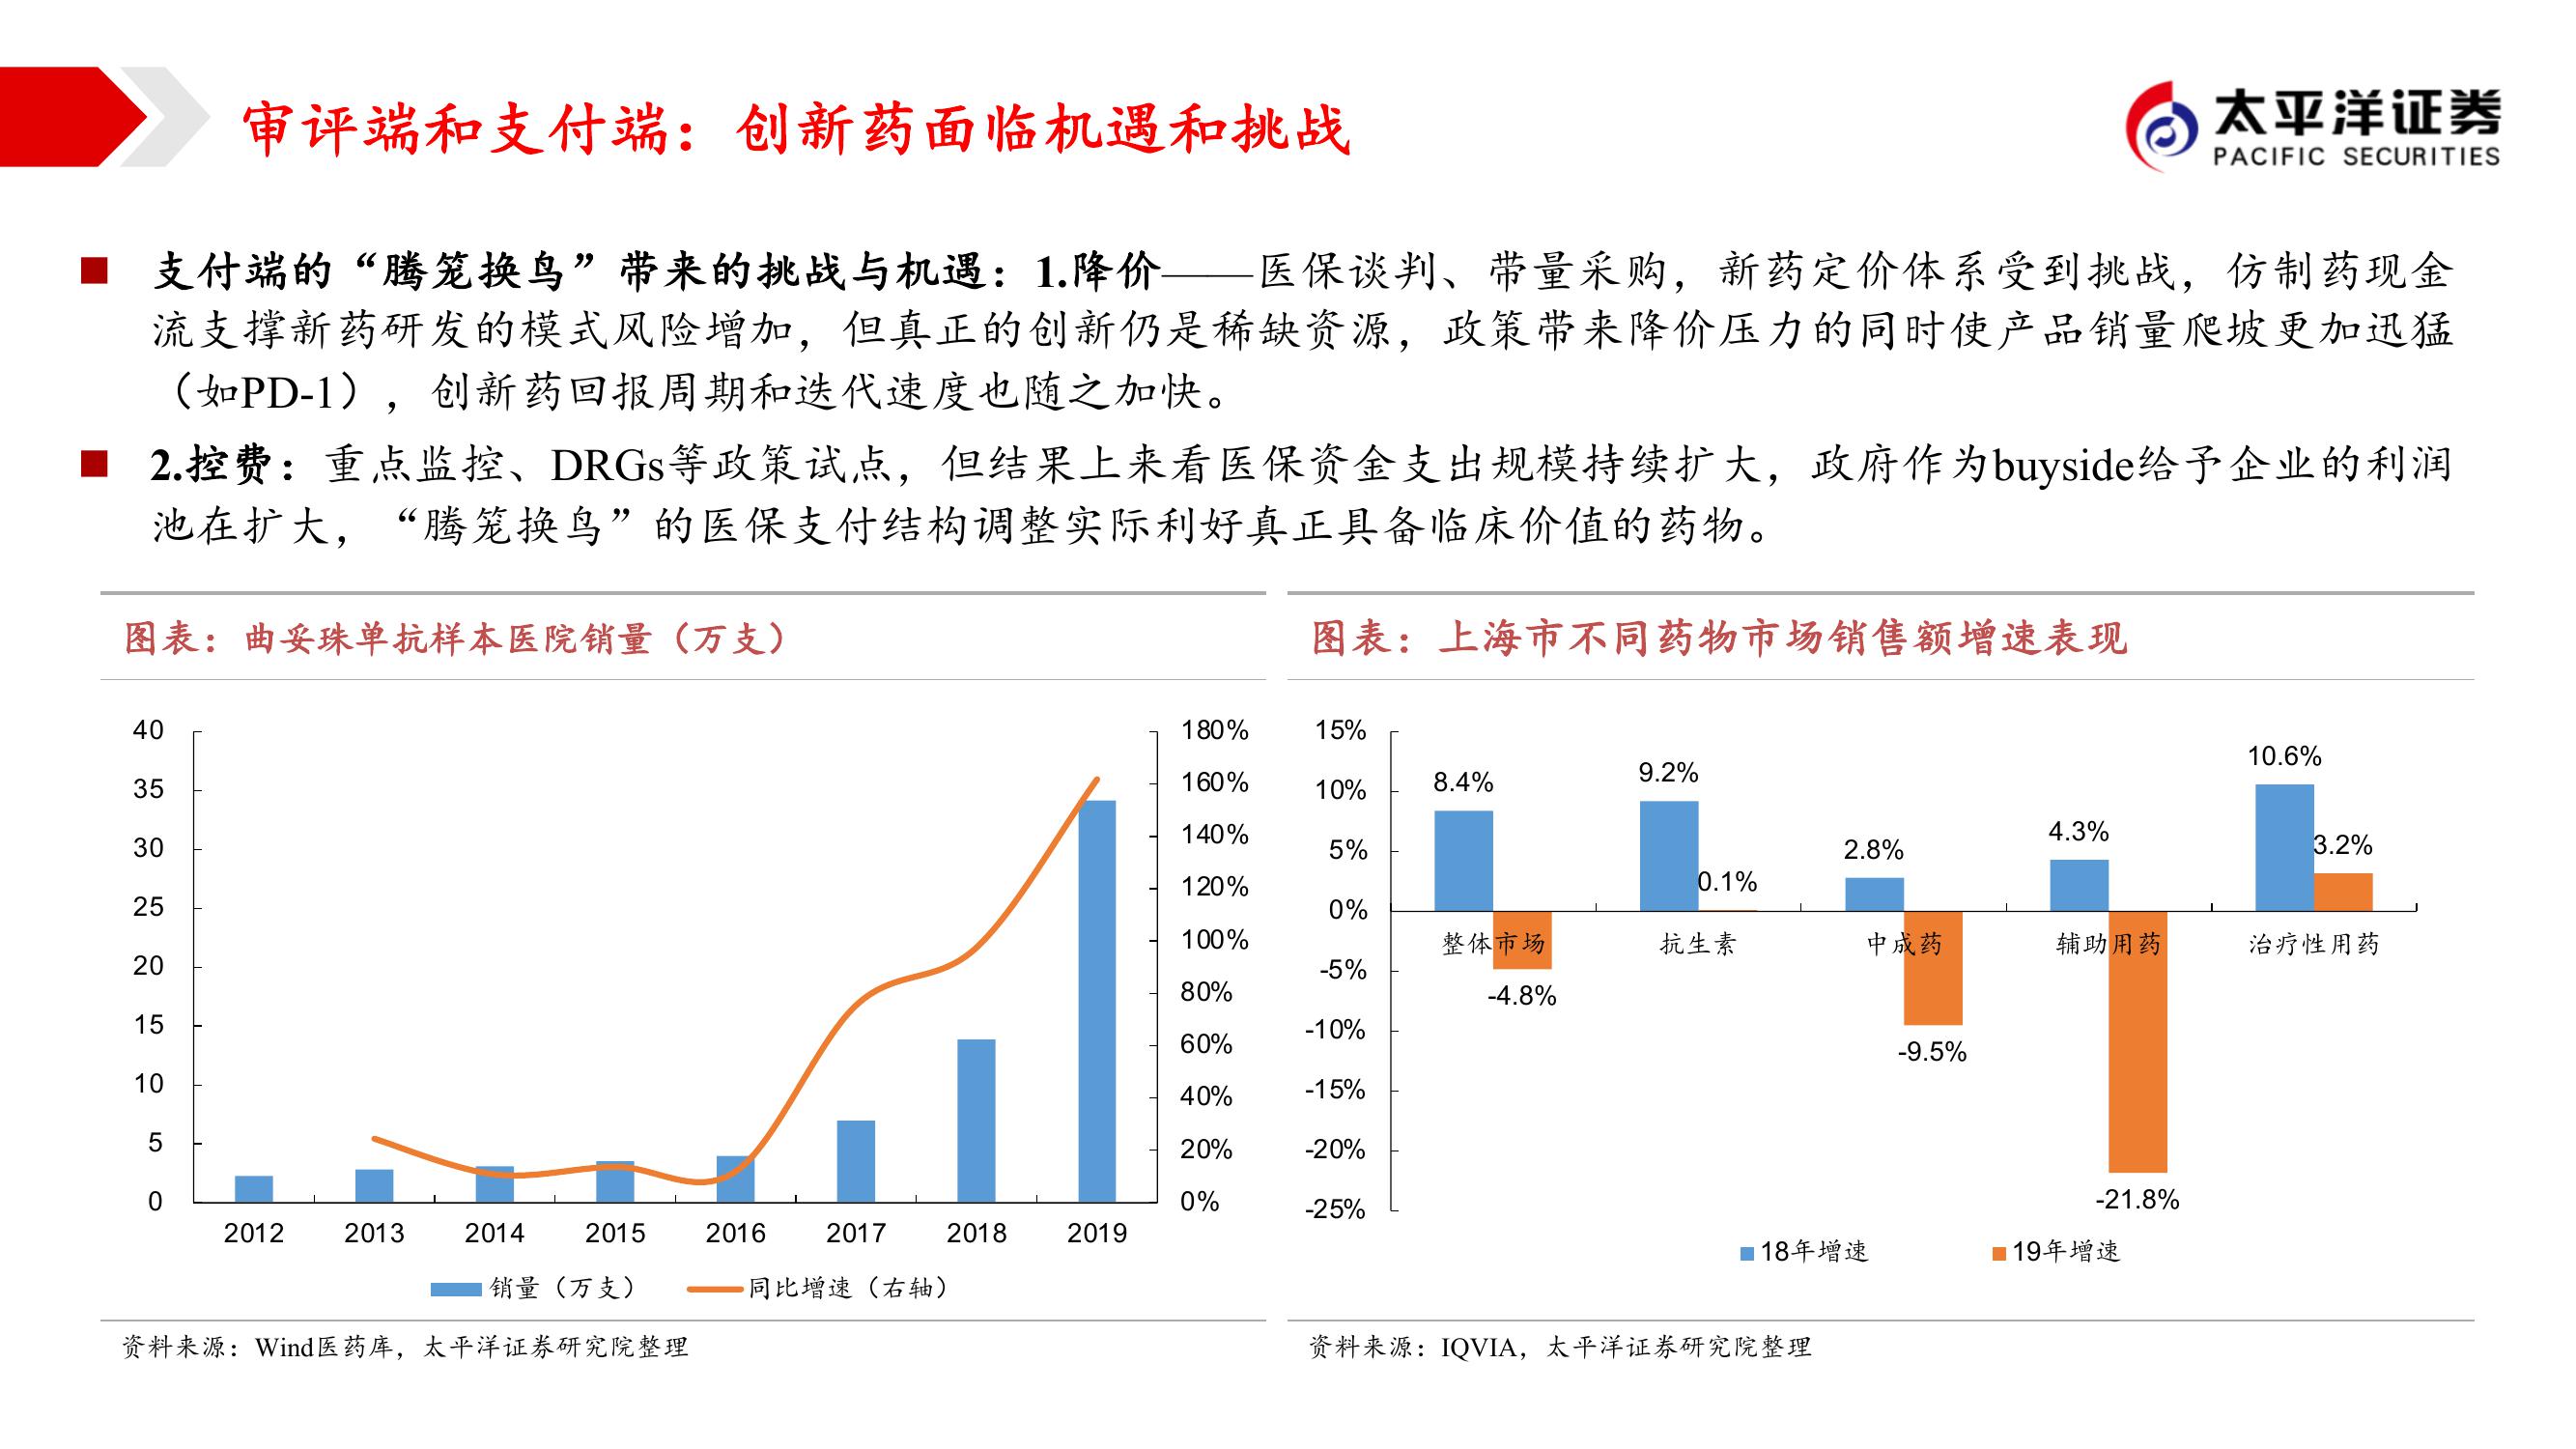 审评端和支付端：创新药面临机遇和挑战
太平洋证券
PACIFIC SECURITIES
支付端的“腾笼换鸟”带来的挑战与机遇：1.降价——医保谈判、带量采购，新药定价体系受到挑战，仿制药现金
流支撑新药研发的模式风险增加，但真正的创新仍是稀缺资源，政策带来降价压力的同时使产品销量爬坡更加迅猛
（如PD-1），创新药回报周期和迭代速度也随之加快。
2.控费：重点监控、DRGs等政策试点，但结果上来看医保资金支出规模持续扩大，政府作为buyside给予企业的利润
池在扩大，“腾笼换鸟”的医保支付结构调整实际利好真正具备临床价值的药物。
图表：曲妥珠单抗样本医院销量（万支）
40
35
30
25
20
15
10
5
0
180%
160%
140%
120%
100%
80%
60%
40%
20%
0%
2012 2013 2014 2015 2016 2017 2018 2019
销量（万支） 同比增速（右轴）
资料来源：Wind医药库，太平洋证券研究院整理
图表：上海市不同药物市场销售额增速表现
15%
10%
5%
0%
-5%
-10%
-15%
-20%
-25%
8.4% 9.2% 2.8% 4.3% 10.6%
-4.8% 0.1% -9.5% -21.8% 3.2%
整体市场 抗生素 中成药 辅助用药 治疗性用药
18年增速 19年增速
资料来源：IQVIA，太平洋证券研究院整理